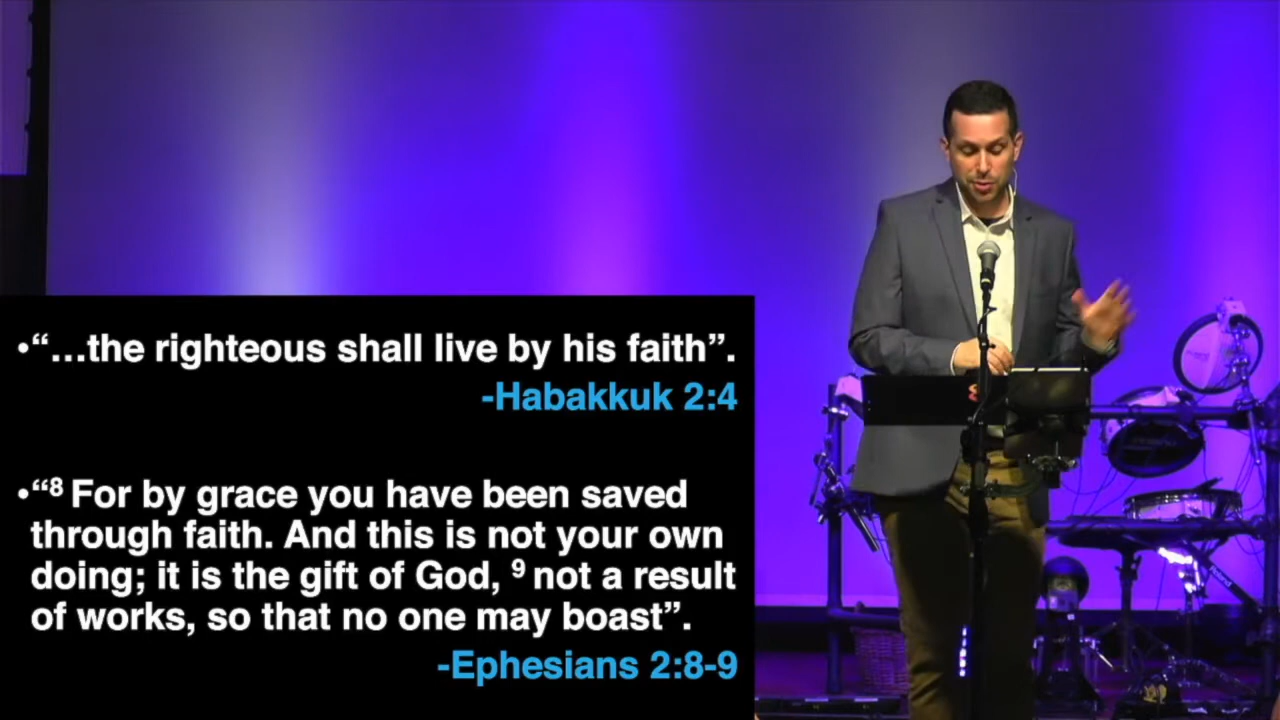 •“…the righteous shall live by his faith”.
-Habakkuk 2:4
•“⁸ For by grace you have been saved
through faith. And this is not your own
doing; it is the gift of God, ⁹ not a result
of works, so that no one may boast”.
-Ephesians 2:8-9
Roland